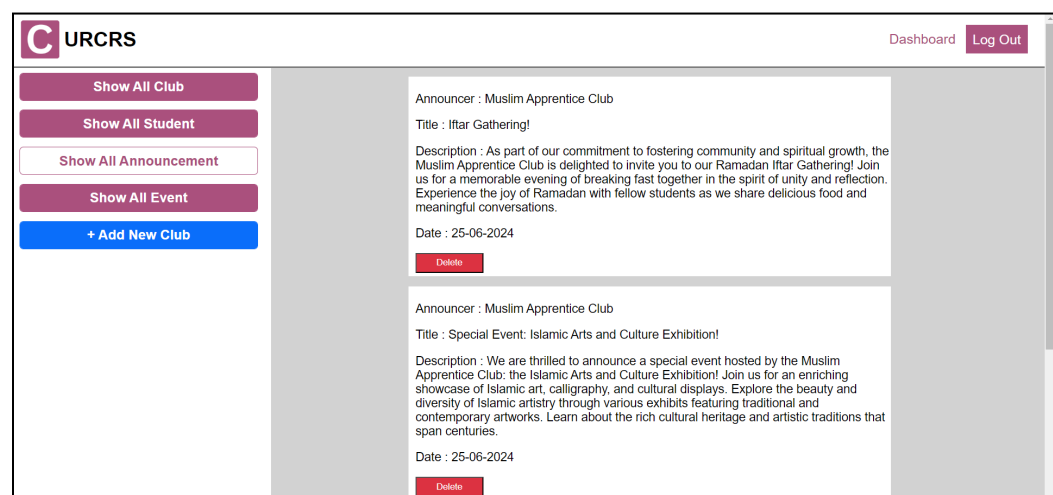 C URCRS
Dashboard
Log Out
Show All Club
Show All Student
Show All Announcement
Show All Event
+ Add New Club
Announcer : Muslim Apprentice Club
Title : Iftar Gathering!
Description : As part of our commitment to fostering community and spiritual growth, the
Muslim Apprentice Club is delighted to invite you to our Ramadan Iftar Gathering! Join
us for a memorable evening of breaking fast together in the spirit of unity and reflection.
Experience the joy of Ramadan with fellow students as we share delicious food and
meaningful conversations.
Date : 25-06-2024
Delete
Announcer : Muslim Apprentice Club
Title : Special Event: Islamic Arts and Culture Exhibition!
Description : We are thrilled to announce a special event hosted by the Muslim
Apprentice Club: the Islamic Arts and Culture Exhibition! Join us for an enriching
showcase of Islamic art, calligraphy, and cultural displays. Explore the beauty and
diversity of Islamic artistry through various exhibits featuring traditional and
contemporary artworks. Learn about the rich cultural heritage and artistic traditions that
span centuries.
Date : 25-06-2024
Delete